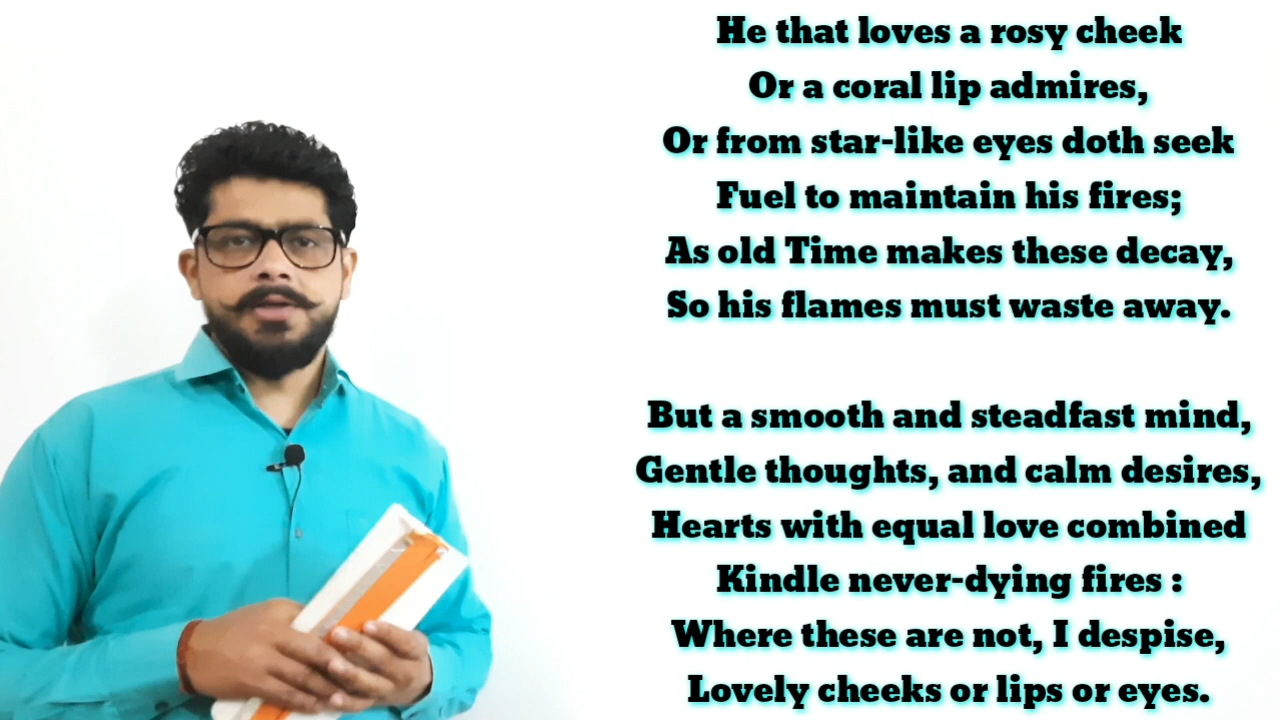 He that loves a rosy cheek
Or a coral lip admires,
Or from star-like eyes doth seek
Fuel to maintain his fires;
As old Time makes these decay,
So his flames must waste away.
But a smooth and steadfast mind,
Gentle thoughts, and calm desires,
Hearts with equal love combined
Kindle never-dying fires :
Where these are not, I despise,
Lovely cheeks or lips or eyes.